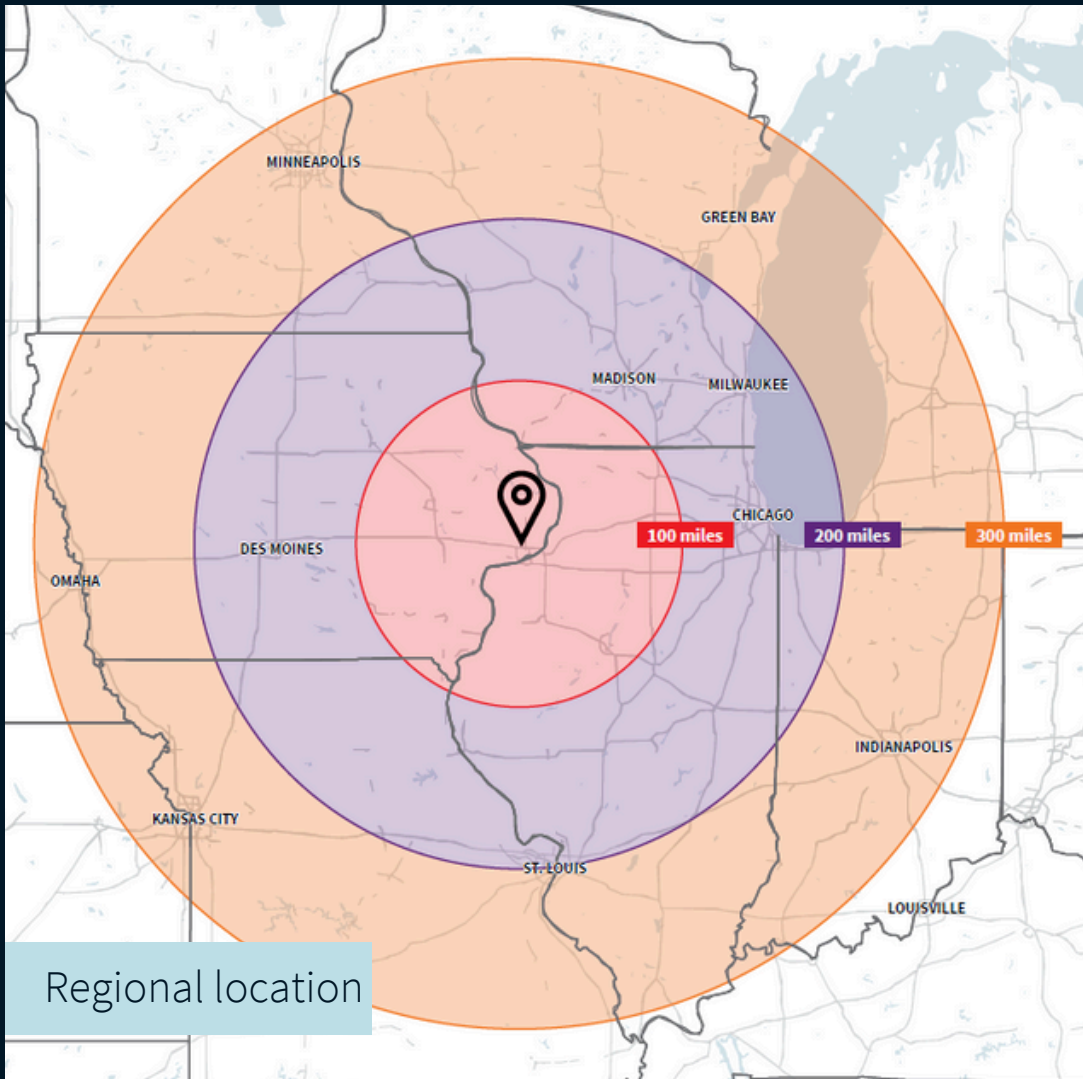 MINNEAPOLIS
GREEN BAY
MADISON
MILWAUKEE
CHICAGO
100 miles
200 miles
300 miles
DES MOINES
OMAHA
INDIANAPOLIS
KANSAS CITY
ST. LOUIS
LOUISVILLE
Regional location